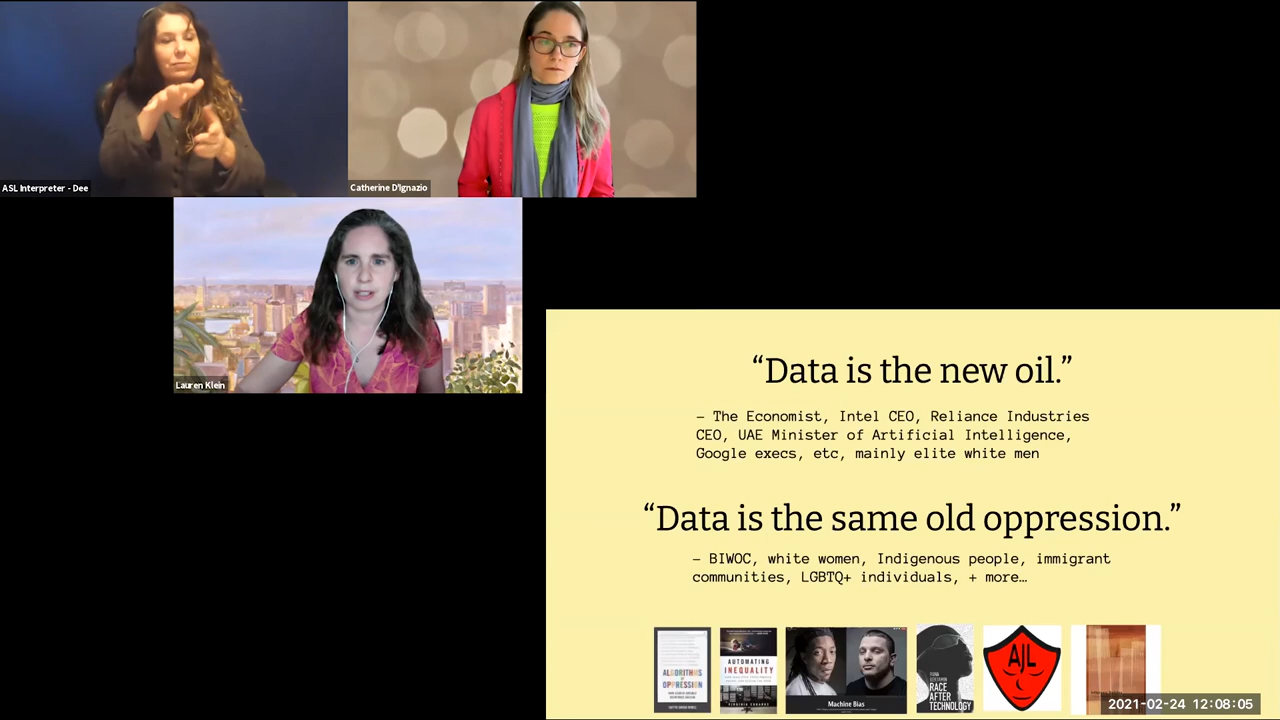 ASL Interpreter - Dee
Catherine D'Ignazio
Lauren Klein
“Data is the new oil.”
– The Economist, Intel CEO, Reliance Industries
CEO, UAE Minister of Artificial Intelligence,
Google execs, etc, mainly elite white men
“Data is the same old oppression.”
– BIWOC, white women, Indigenous people, immigrant
communities, LGBTQ+ individuals, + more…
ALGORITHMS
OF
OPPRESSION
AUTOMATING
INEQUALITY
VIRGINIA EUBANKS
Machine Bias
RACE
AFTER
TECHNOLOGY
AJL
2021-02-24 12:08:05